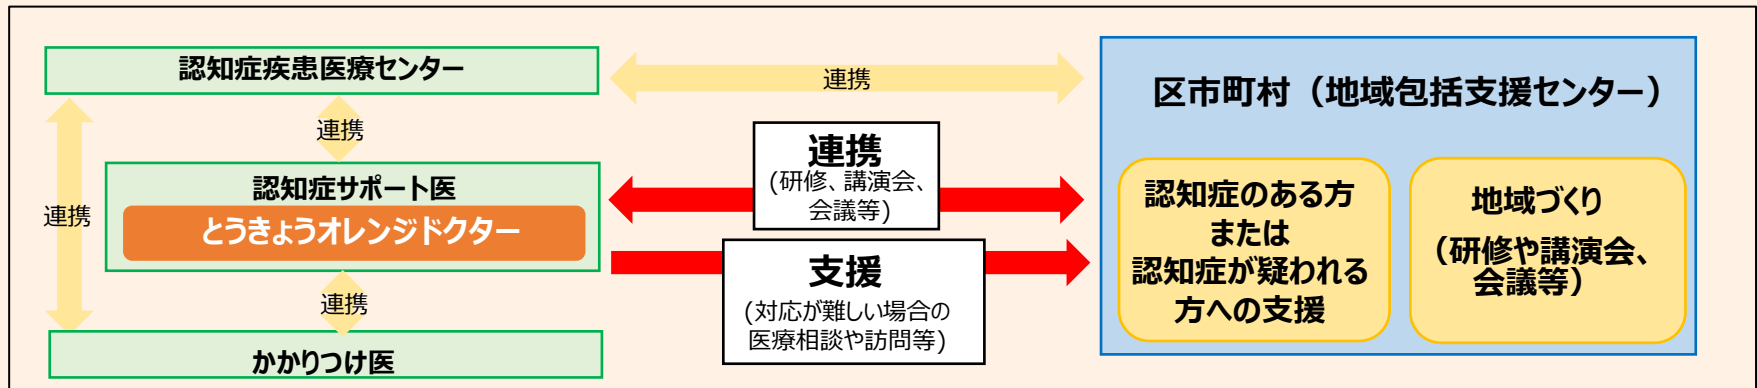 認知症疾患医療センター
連携
連携
連携
認知症サポート医
とうきょうオレンジドクター
連携
かかりつけ医
連携
(研修、講演会、
会議等)
支援
(対応が難しい場合の
医療相談や訪問等)
区市町村（地域包括支援センター）
認知症のある方
または
認知症が疑われる
方への支援
地域づくり
（研修や講演会、
会議等）